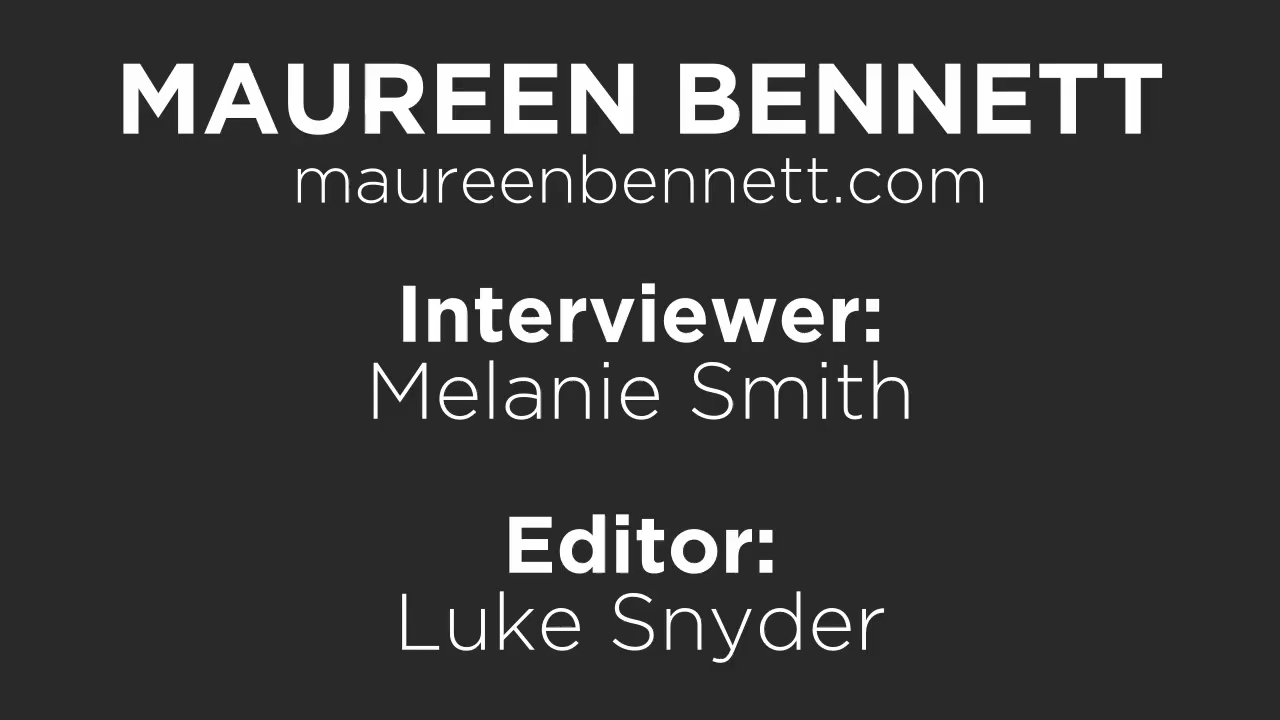 MAUREEN BENNETT
maureenbennett.com
Interviewer:
Melanie Smith
Editor:
Luke Snyder